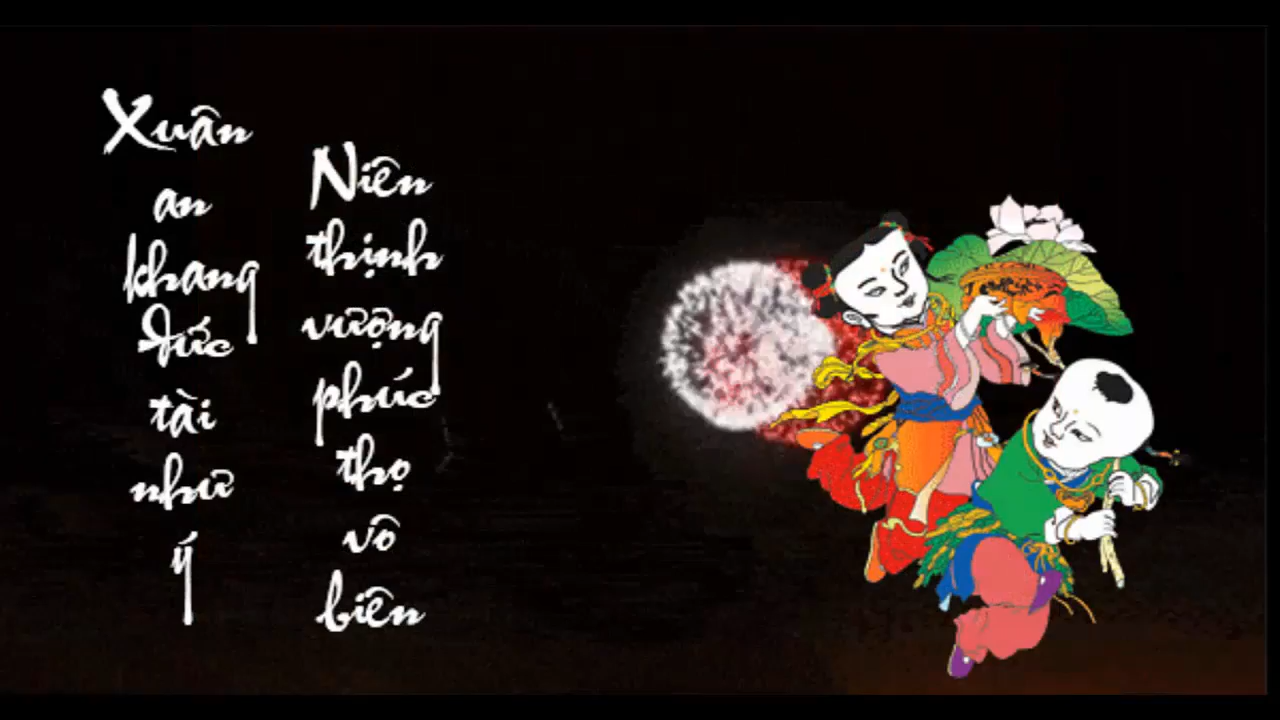 Xuân
an
khang
đức
tài
như
ý
Niên
thịnh
vượng
phúc
thọ
vô
biên